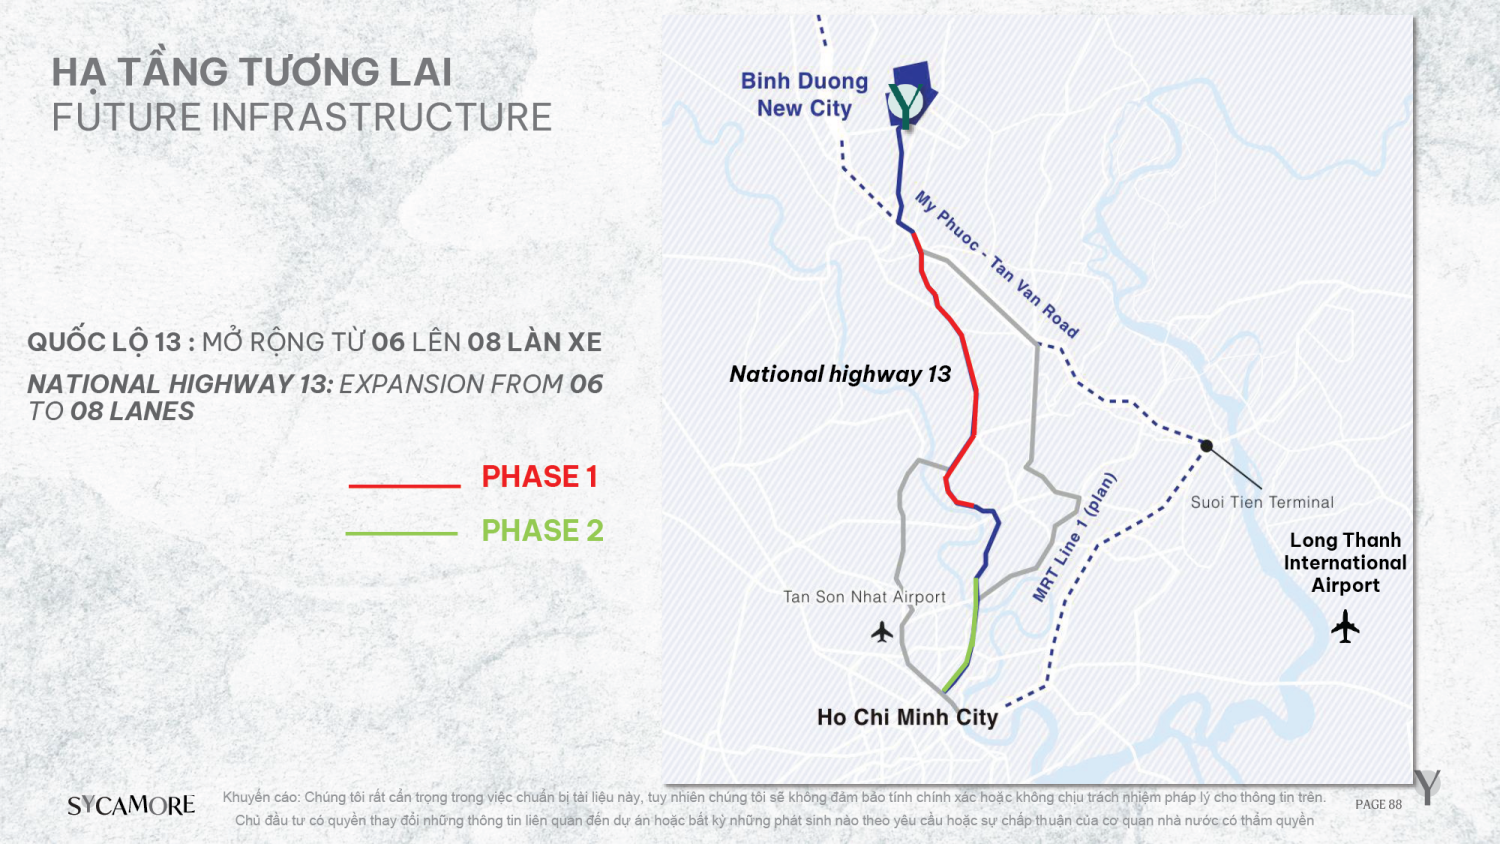 HẠ TẦNG TƯƠNG LAI
FUTURE INFRASTRUCTURE
QUỐC LỘ 13 : MỞ RỘNG TỪ 06 LÊN 08 LÀN XE
NATIONAL HIGHWAY 13: EXPANSION FROM 06
TO 08 LANES
PHASE 1
PHASE 2
Binh Duong
New City
My Phuoc - Tan Van Road
National highway 13
Suoi Tien Terminal
MRT Line 1 (plan)
Long Thanh
International
Airport
Tan Son Nhat Airport
Ho Chi Minh City
SYCAMORE
Khuyến cáo: Chúng tôi rất cẩn trọng trong việc chuẩn bị tài liệu này, tuy nhiên chúng tôi sẽ không đảm bảo tính chính xác hoặc không chịu trách nhiệm pháp lý cho thông tin trên.
Chủ đầu tư có quyền thay đổi những thông tin liên quan đến dự án hoặc bất kỳ những phát sinh nào theo yêu cầu hoặc sự chấp thuận của cơ quan nhà nước có thẩm quyền
PAGE 88
Y